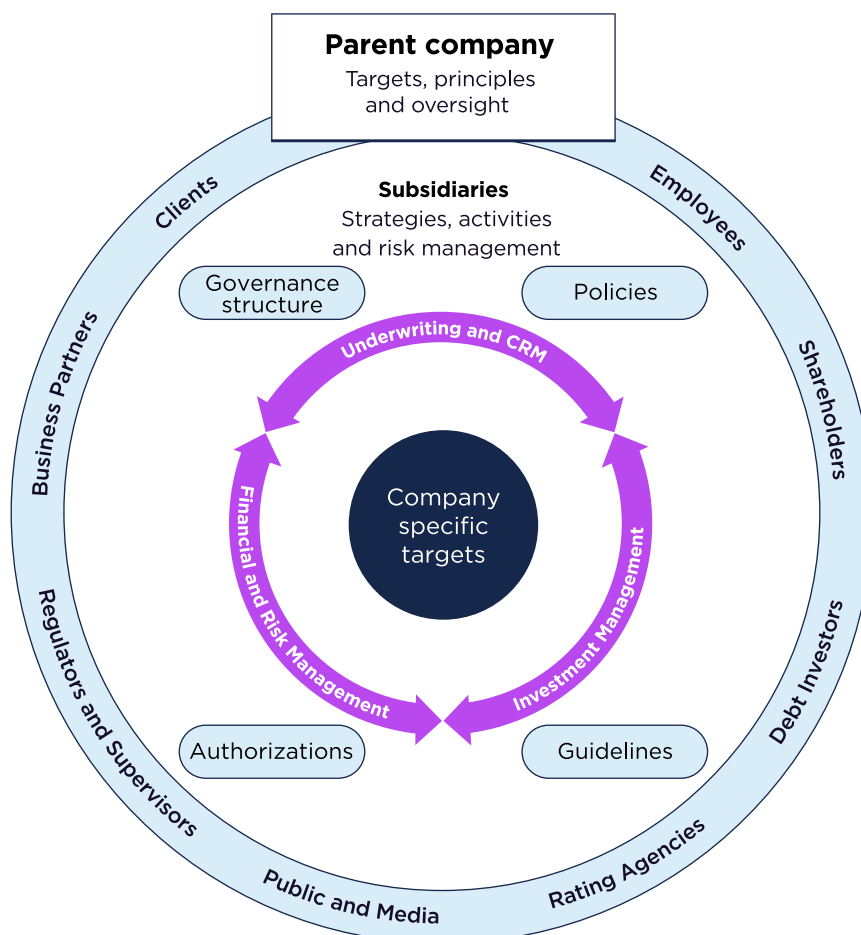 Parent company
Targets, principles
and oversight
Clients
Employees
Subsidiaries
Strategies, activities
and risk management
Governance
structure
Policies
Underwriting and CRM
Business Partners
Shareholders
Financial and Risk Management
Company
specific
targets
Investment Management
Regulators and Supervisors
Debt Investors
Authorizations
Guidelines
Public and Media
Rating Agencies